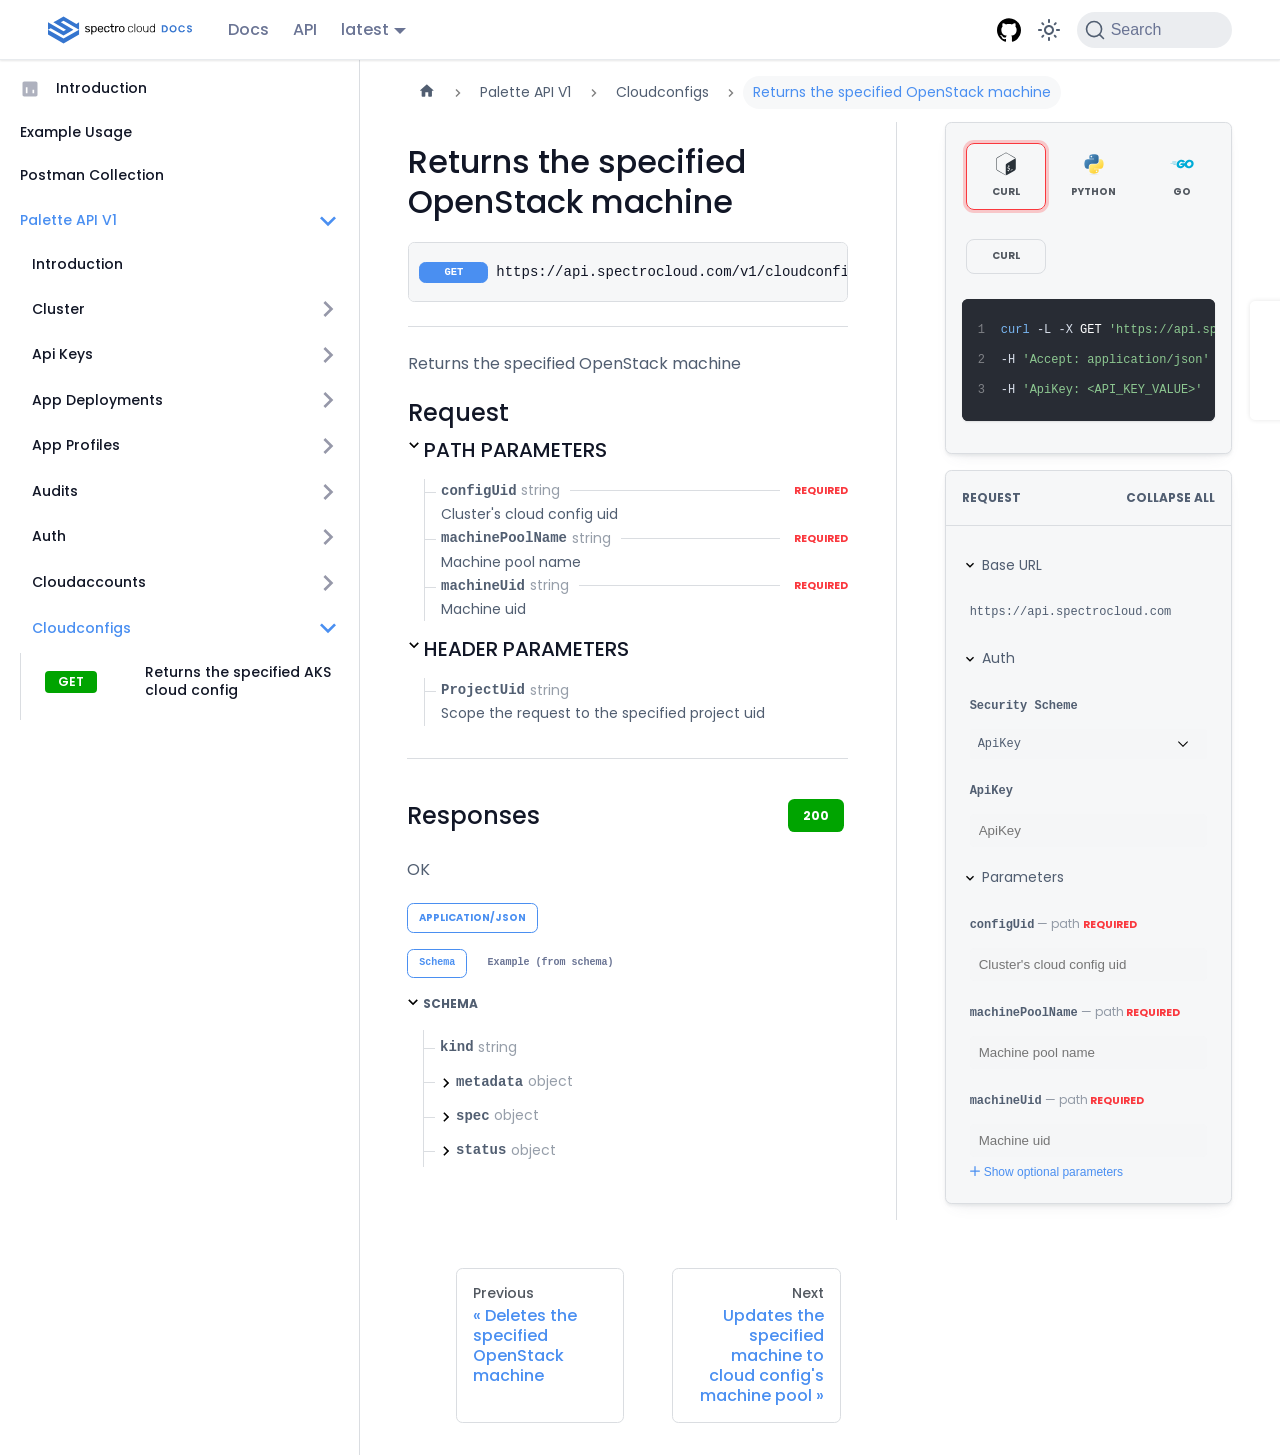 spectro cloud DOCS
Docs
API
latest
Search
Introduction
Example Usage
Postman Collection
Palette API V1
Introduction
Cluster
Api Keys
App Deployments
App Profiles
Audits
Auth
Cloudaccounts
Cloudconfigs
GET
Returns the specified AKS
cloud config
Palette API V1
Cloudconfigs
Returns the specified OpenStack machine
Returns the specified
OpenStack machine
GET https://api.spectrocloud.com/v1/cloudconfi
Returns the specified OpenStack machine
Request
PATH PARAMETERS
configUid string REQUIRED
Cluster's cloud config uid
machinePoolName string REQUIRED
Machine pool name
machineUid string REQUIRED
Machine uid
HEADER PARAMETERS
ProjectUid string
Scope the request to the specified project uid
Responses
200
OK
APPLICATION/JSON
Schema
Example (from schema)
SCHEMA
kind string
metadata object
spec object
status object
CURL
PYTHON
GO
CURL
1 curl -L -X GET 'https://api.sp
2 -H 'Accept: application/json'
3 -H 'ApiKey: <API_KEY_VALUE>'
REQUEST
COLLAPSE ALL
Base URL
https://api.spectrocloud.com
Auth
Security Scheme
ApiKey
ApiKey
ApiKey
Parameters
configUid — path REQUIRED
Cluster's cloud config uid
machinePoolName — path REQUIRED
Machine pool name
machineUid — path REQUIRED
Machine uid
Show optional parameters
Previous
« Deletes the
specified
OpenStack
machine
Next
Updates the
specified
machine to
cloud config's
machine pool »